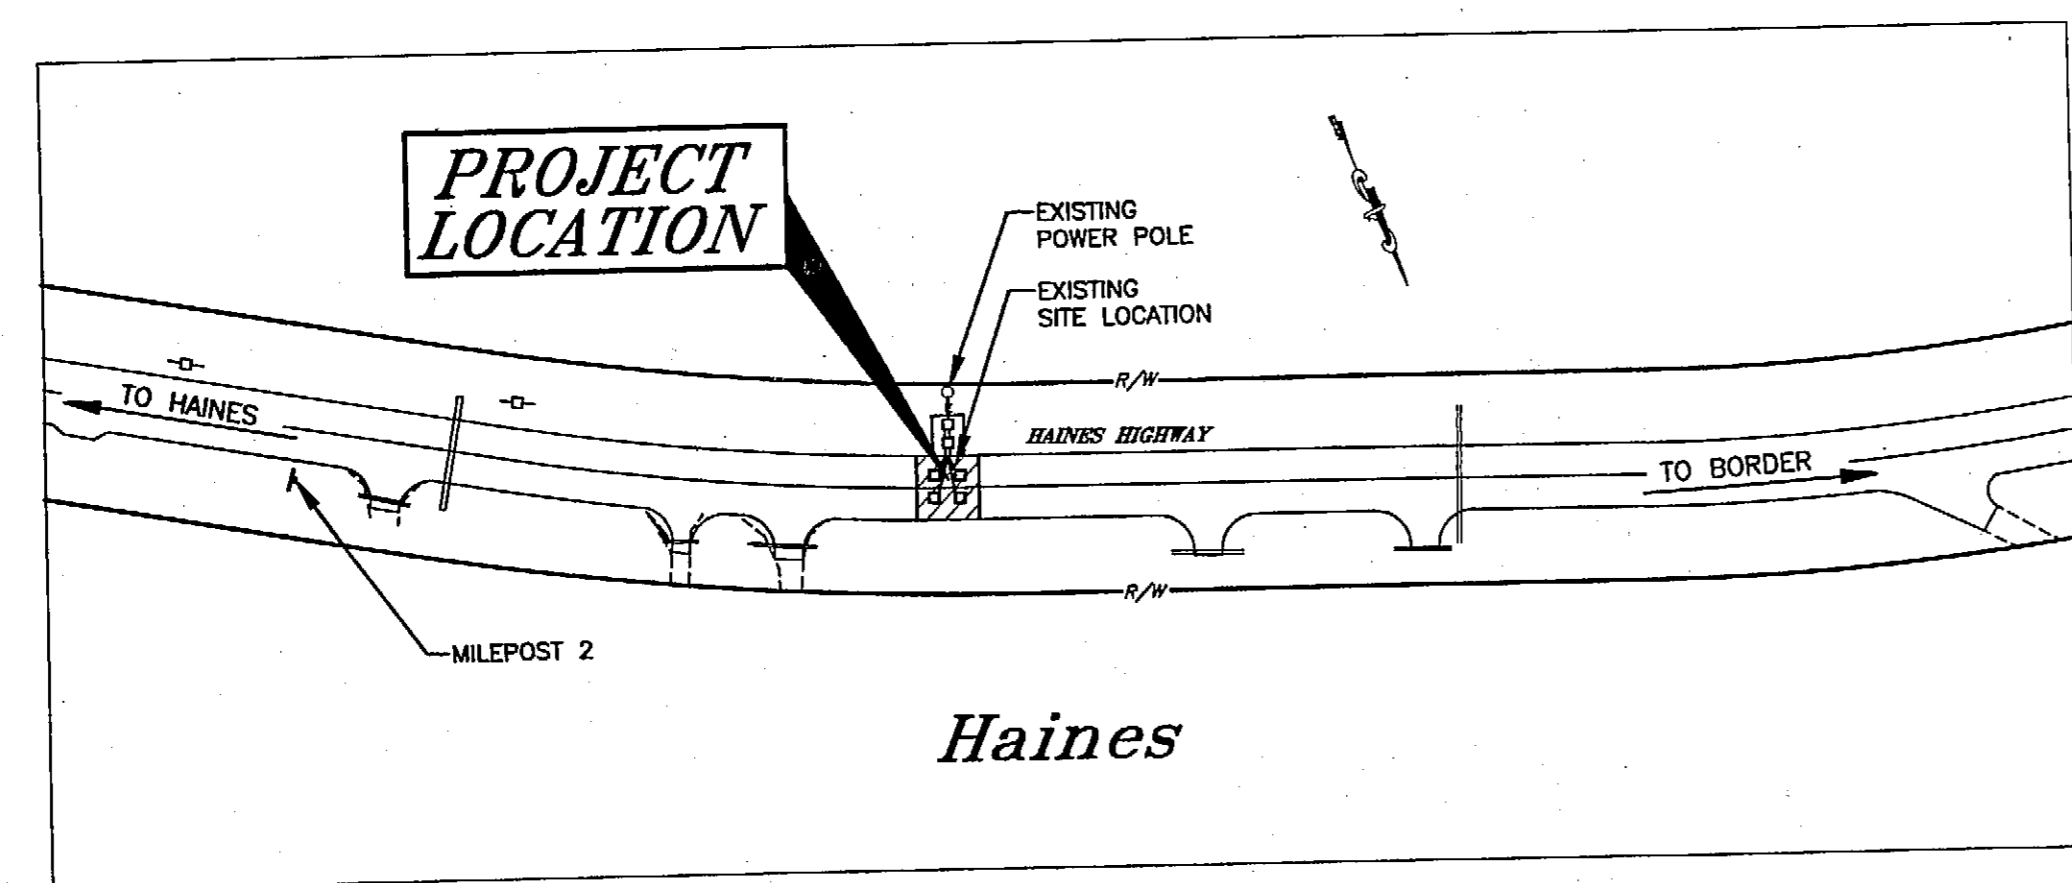 PROJECT
LOCATION
EXISTING
POWER POLE
EXISTING
SITE LOCATION
R/W
TO HAINES
HAINES HIGHWAY
TO BORDER
R/W
MILEPOST 2
Haines